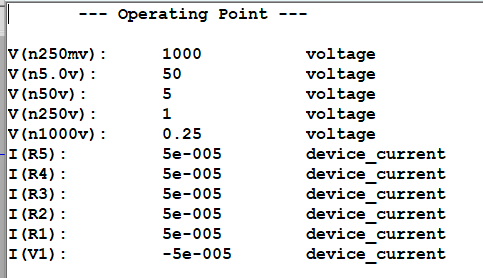 --- Operating Point ---
V(n250mv): 1000 voltage
V(n5.0v): 50 voltage
V(n50v): 5 voltage
V(n250v): 1 voltage
V(n1000v): 0.25 voltage
I(R5): 5e-005 device_current
I(R4): 5e-005 device_current
I(R3): 5e-005 device_current
I(R2): 5e-005 device_current
I(R1): 5e-005 device_current
I(V1): -5e-005 device_current